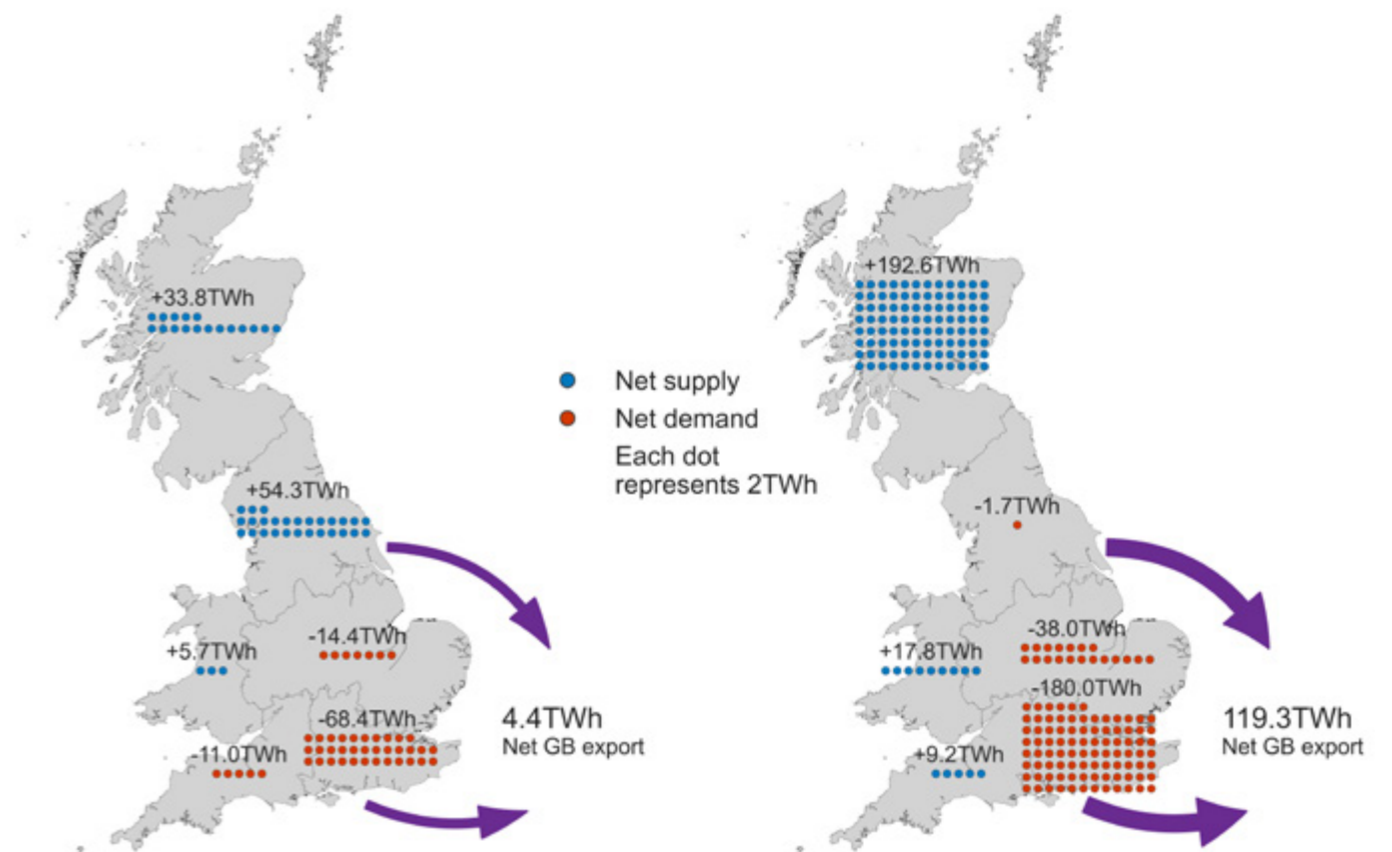 +33.8TWh
+54.3TWh
+5.7TWh
-14.4TWh
-68.4TWh
-11.0TWh
4.4TWh
Net GB export
Net supply
Net demand
Each dot
represents 2TWh
+192.6TWh
-1.7TWh
-38.0TWh
+17.8TWh
-180.0TWh
+9.2TWh
119.3TWh
Net GB export